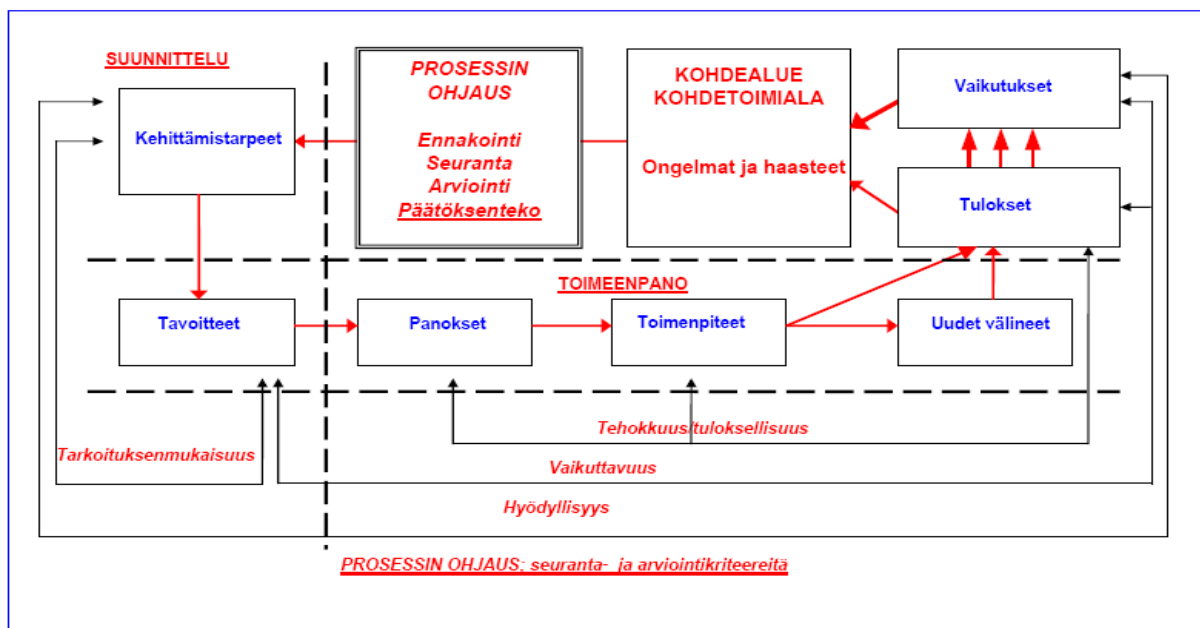 SUUNNITTELU
Kehittämistarpeet
PROSESSIN
OHJAUS
Ennakointi
Seuranta
Arviointi
Päätöksenteko
KOHDEALUE
KOHDETOIMIALA
Ongelmat ja haasteet
Vaikutukset
Tulokset
TOIMEENPANO
Tavoitteet
Panokset
Toimenpiteet
Uudet välineet
Tehokkuus/tuloksellisuus
Tarkoituksenmukaisuus
Vaikuttavuus
Hyödyllisyys
PROSESSIN OHJAUS: seuranta- ja arviointikriteereitä